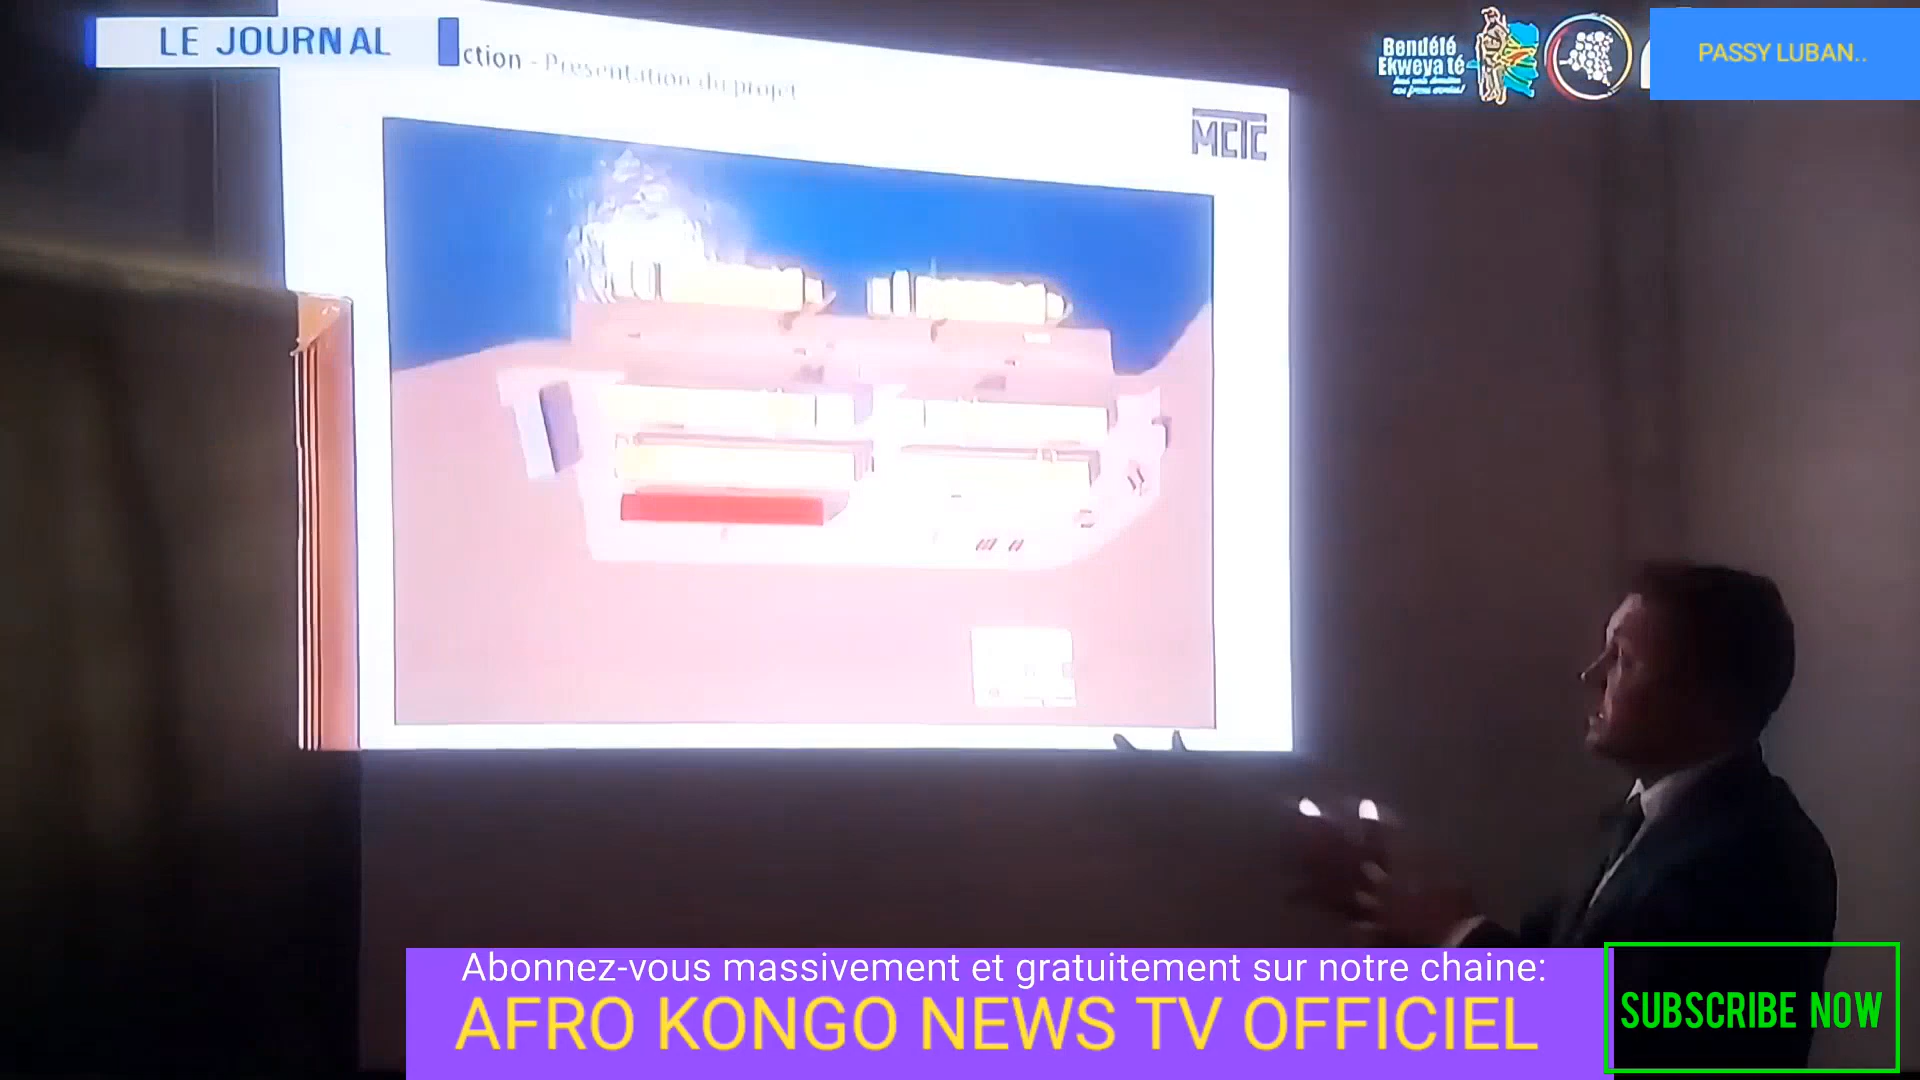 LE JOURNAL
ction - Présentation du projet
MCTC
Bendélé
Ekweya té
PASSY LUBAN..
Abonnez-vous massivement et gratuitement sur notre chaine:
AFRO KONGO NEWS TV OFFICIEL
SUBSCRIBE NOW